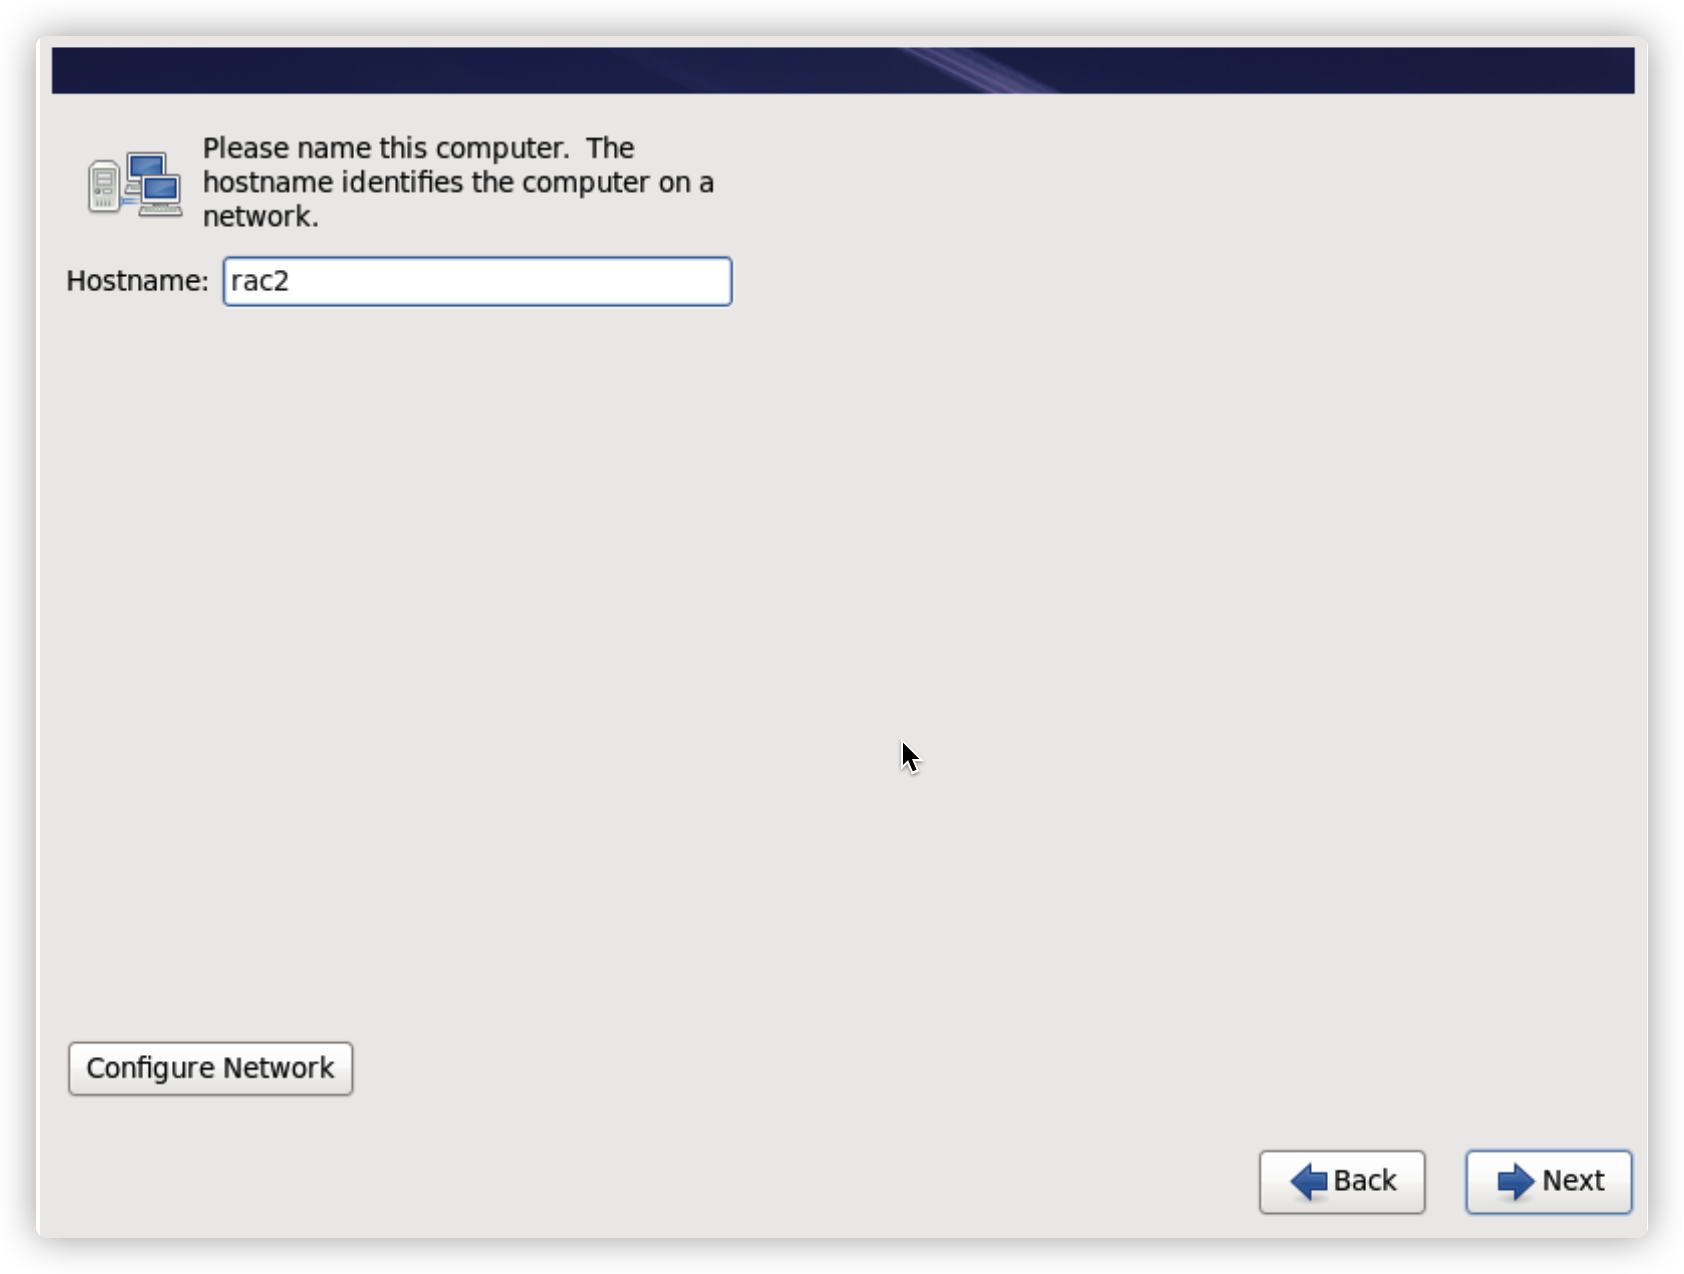 Please name this computer.  The
hostname identifies the computer on a
network.
Hostname: rac2
Configure Network
Back Next